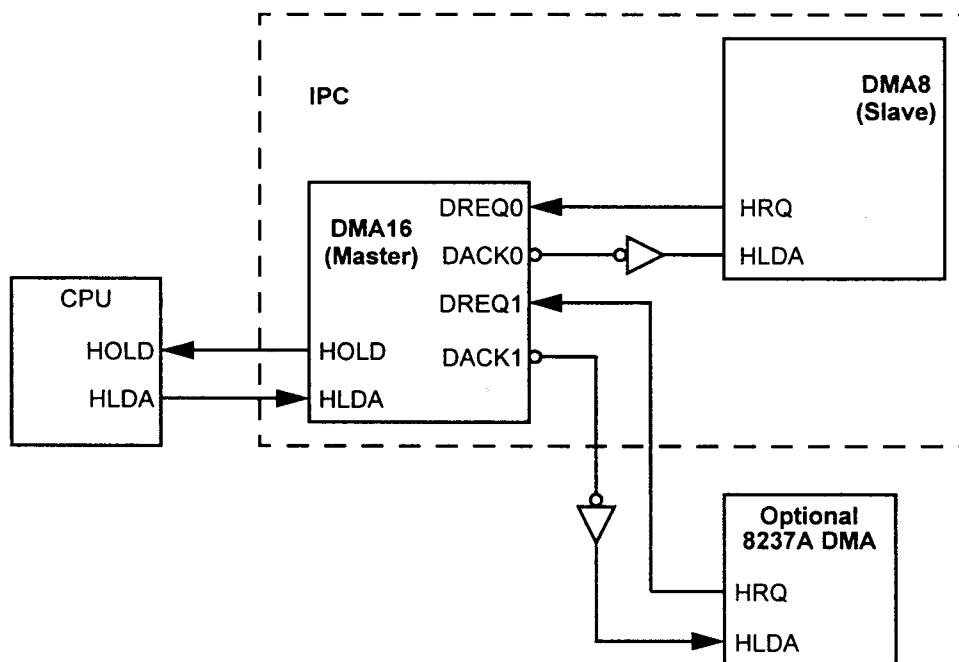 IPC
DMA8
(Slave)
HRQ
HLDA
DMA16
(Master)
DREQ0
DACK0
DREQ1
DACK1
HOLD
HLDA
CPU
HOLD
HLDA
Optional
8237A DMA
HRQ
HLDA